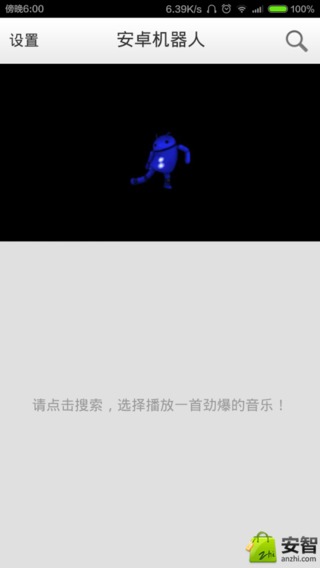 傍晚6:00 6.39K/s 100%
设置 安卓机器人
请点击搜索，选择播放一首劲爆的音乐！
安智
anzhi.com